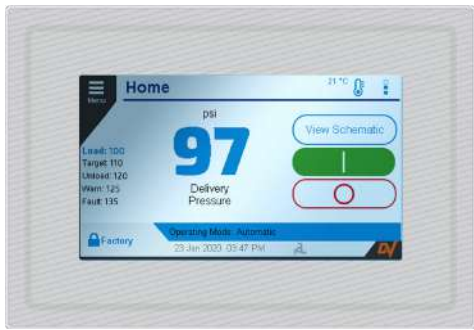 Menu
Home
21 °C
psi
97
Delivery
Pressure
View Schematic
Load: 100
Target: 110
Unload: 120
Warn: 125
Fault: 135
Factory
Operating Mode: Automatic
23 Jan 2020 03:47 PM
DV